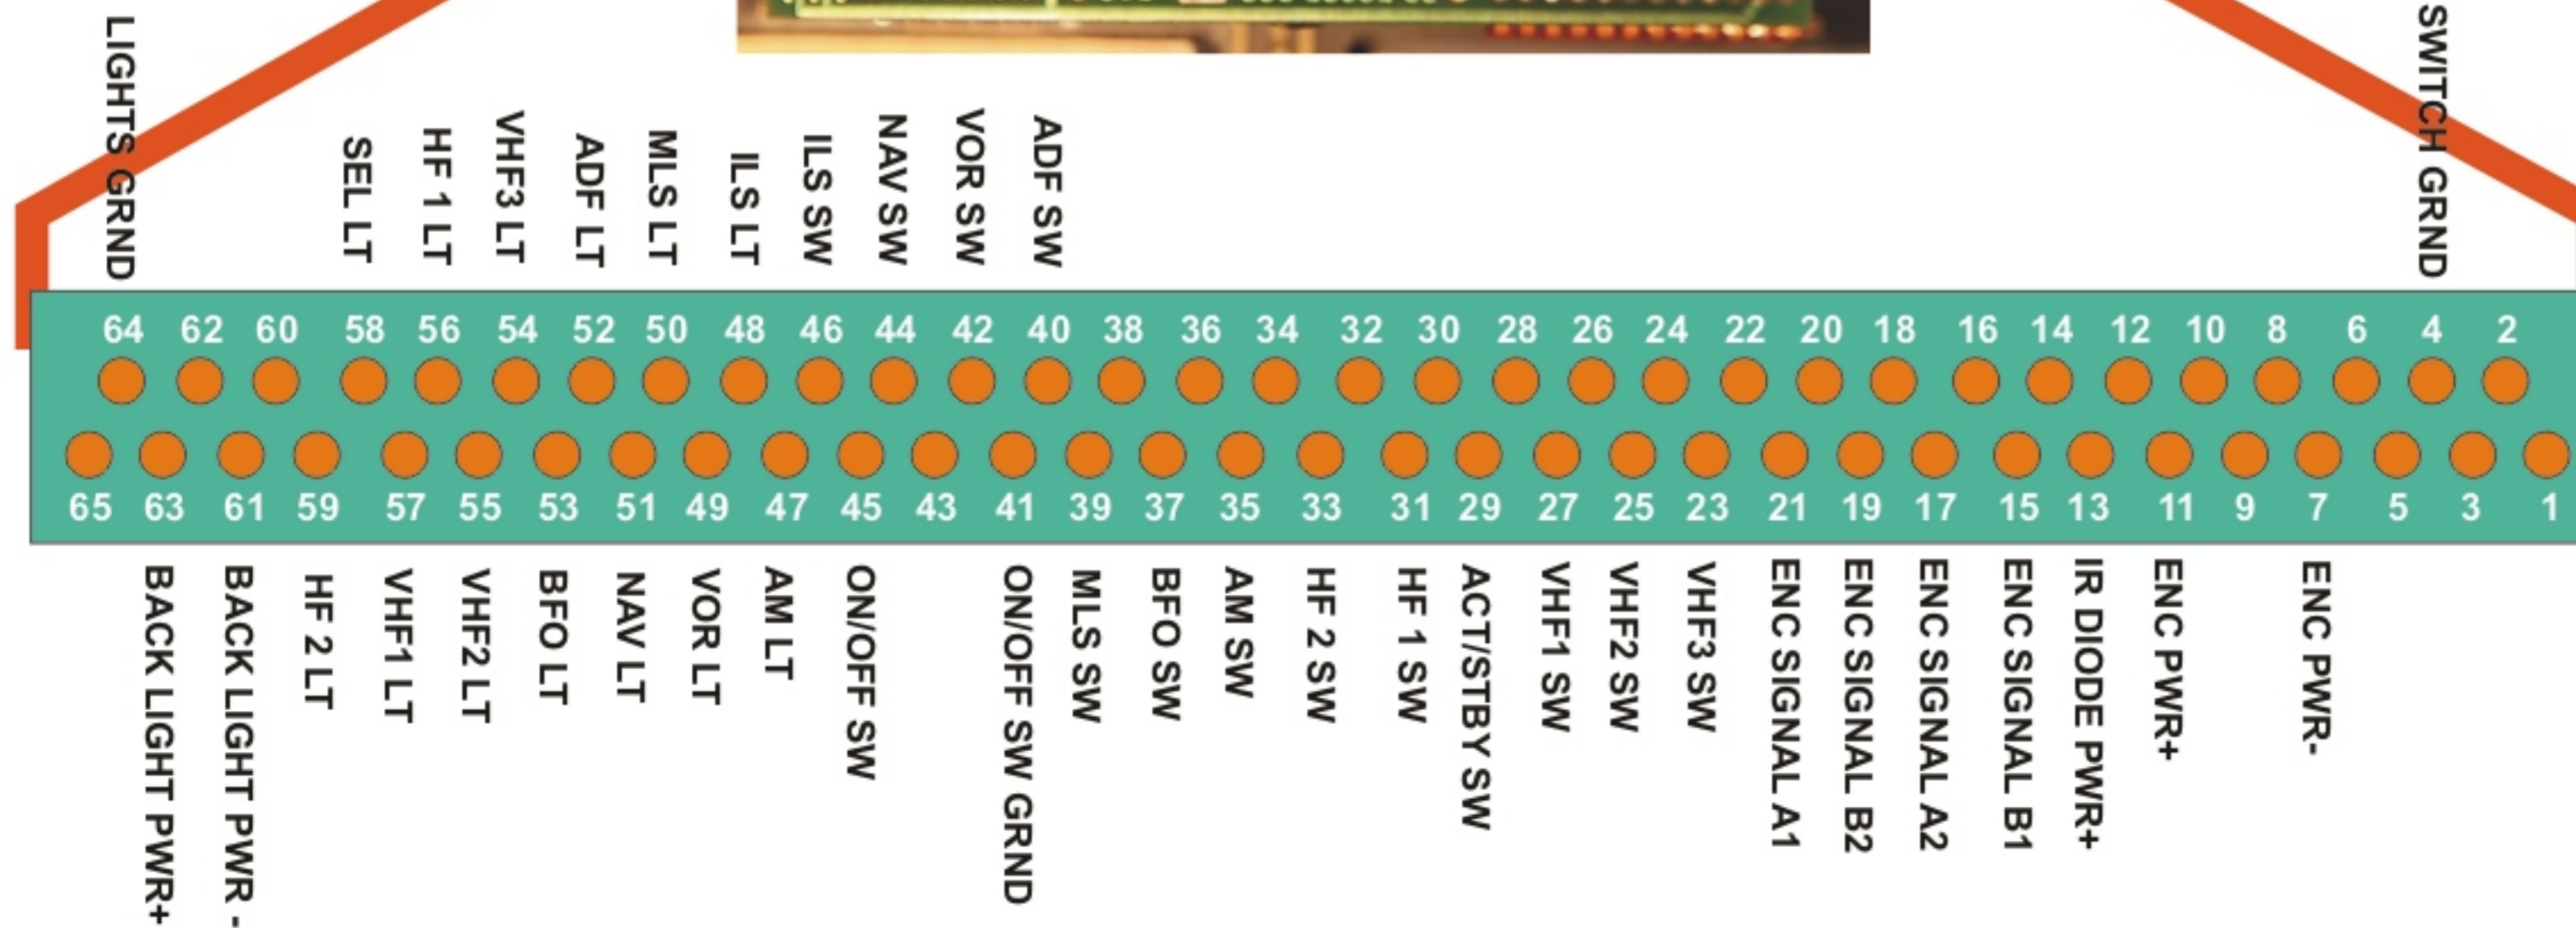 LIGHTS GRND
SEL LT
HF 1 LT
VHF3 LT
ADF LT
MLS LT
ILS LT
ILS SW
NAV SW
VOR SW
ADF SW
SWITCH GRND
64 62 60 58 56 54 52 50 48 46 44 42 40 38 36 34 32 30 28 26 24 22 20 18 16 14 12 10 8 6 4 2
65 63 61 59 57 55 53 51 49 47 45 43 41 39 37 35 33 31 29 27 25 23 21 19 17 15 13 11 9 7 5 3 1
BACK LIGHT PWR+
BACK LIGHT PWR -
HF 2 LT
VHF1 LT
VHF2 LT
BFO LT
NAV LT
VOR LT
AM LT
ON/OFF SW
ON/OFF SW GRND
MLS SW
BFO SW
AM SW
HF 2 SW
HF 1 SW
ACT/STBY SW
VHF1 SW
VHF2 SW
VHF3 SW
ENC SIGNAL A1
ENC SIGNAL B2
ENC SIGNAL A2
ENC SIGNAL B1
IR DIODE PWR+
ENC PWR+
ENC PWR-